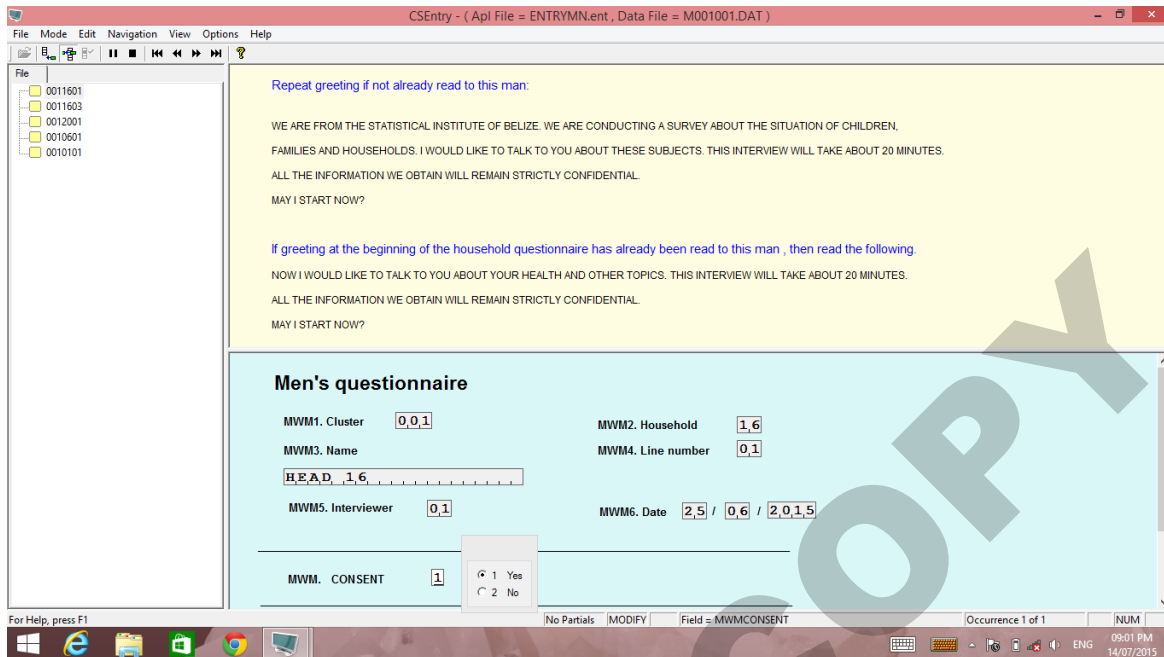 CSEntry - ( Apl File = ENTRYMN.ent , Data File = M001001.DAT )
File Mode Edit Navigation View Options Help
File
0011601
0011603
0012001
0010601
0010101
Repeat greeting if not already read to this man:
WE ARE FROM THE STATISTICAL INSTITUTE OF BELIZE. WE ARE CONDUCTING A SURVEY ABOUT THE SITUATION OF CHILDREN,
FAMILIES AND HOUSEHOLDS. I WOULD LIKE TO TALK TO YOU ABOUT THESE SUBJECTS. THIS INTERVIEW WILL TAKE ABOUT 20 MINUTES.
ALL THE INFORMATION WE OBTAIN WILL REMAIN STRICTLY CONFIDENTIAL.
MAY I START NOW?
If greeting at the beginning of the household questionnaire has already been read to this man , then read the following.
NOW I WOULD LIKE TO TALK TO YOU ABOUT YOUR HEALTH AND OTHER TOPICS. THIS INTERVIEW WILL TAKE ABOUT 20 MINUTES.
ALL THE INFORMATION WE OBTAIN WILL REMAIN STRICTLY CONFIDENTIAL.
MAY I START NOW?
Men's questionnaire
MWM1. Cluster 001
MWM2. Household 16
MWM3. Name
MWM4. Line number 01
HEAD 16
MWM5. Interviewer 01
MWM6. Date 25 / 06 / 2015
MWM. CONSENT 1
1 Yes
2 No
COPY
For Help, press F1
No Partials MODIFY Field = MWMCONSENT Occurrence 1 of 1 NUM
ENG
09:01 PM
14/07/2015